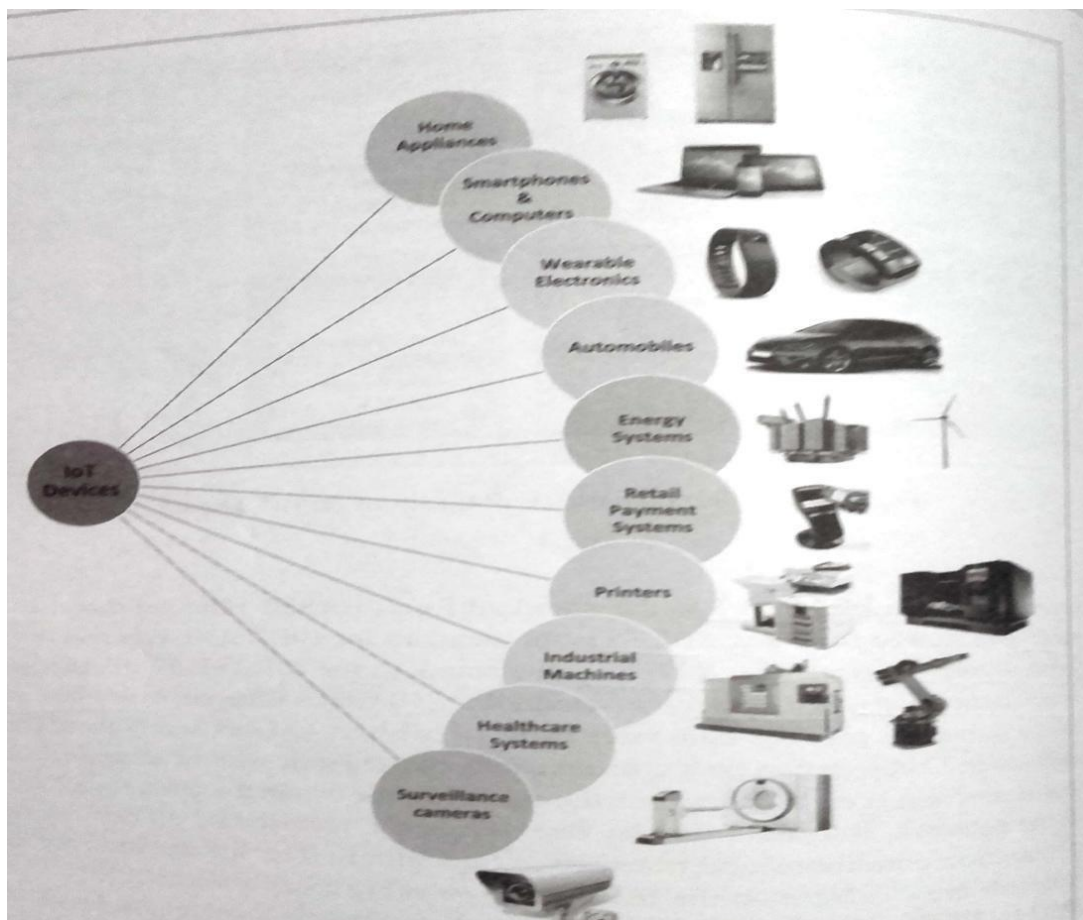 Home
Appliances
Smartphones
&
Computers
Wearable
Electronics
Automobiles
Energy
Systems
IoT
Devices
Retail
Payment
Systems
Printers
Industrial
Machines
Healthcare
Systems
Surveillance
cameras